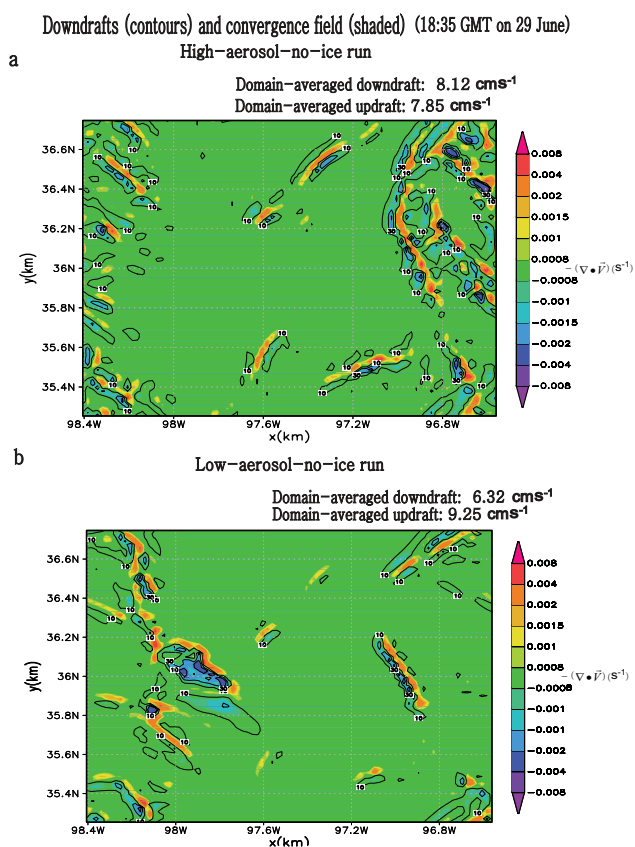 Downdrafts (contours) and convergence field (shaded) (18:35 GMT on 29 June)
High-aerosol-no-ice run
a
Domain-averaged downdraft: 8.12 cms-1
Domain-averaged updraft: 7.85 cms-1
36.6N
36.4N
36.2N
36N
35.8N
35.6N
35.4N
y(km)
98.4W 98W 97.6W 97.2W 96.8W
x(km)
0.008
0.004
0.002
0.0015
0.001
0.0008
-0.0008
-0.001
-0.0015
-0.002
-0.004
-0.008
-(∇•V⃗)(S-1)
b
Low-aerosol-no-ice run
Domain-averaged downdraft: 6.32 cms-1
Domain-averaged updraft: 9.25 cms-1
36.6N
36.4N
36.2N
36N
35.8N
35.6N
35.4N
y(km)
98.4W 98W 97.6W 97.2W 96.8W
x(km)
0.008
0.004
0.002
0.0015
0.001
0.0008
-0.0008
-0.001
-0.0015
-0.002
-0.004
-0.008
-(∇•V⃗)(S-1)